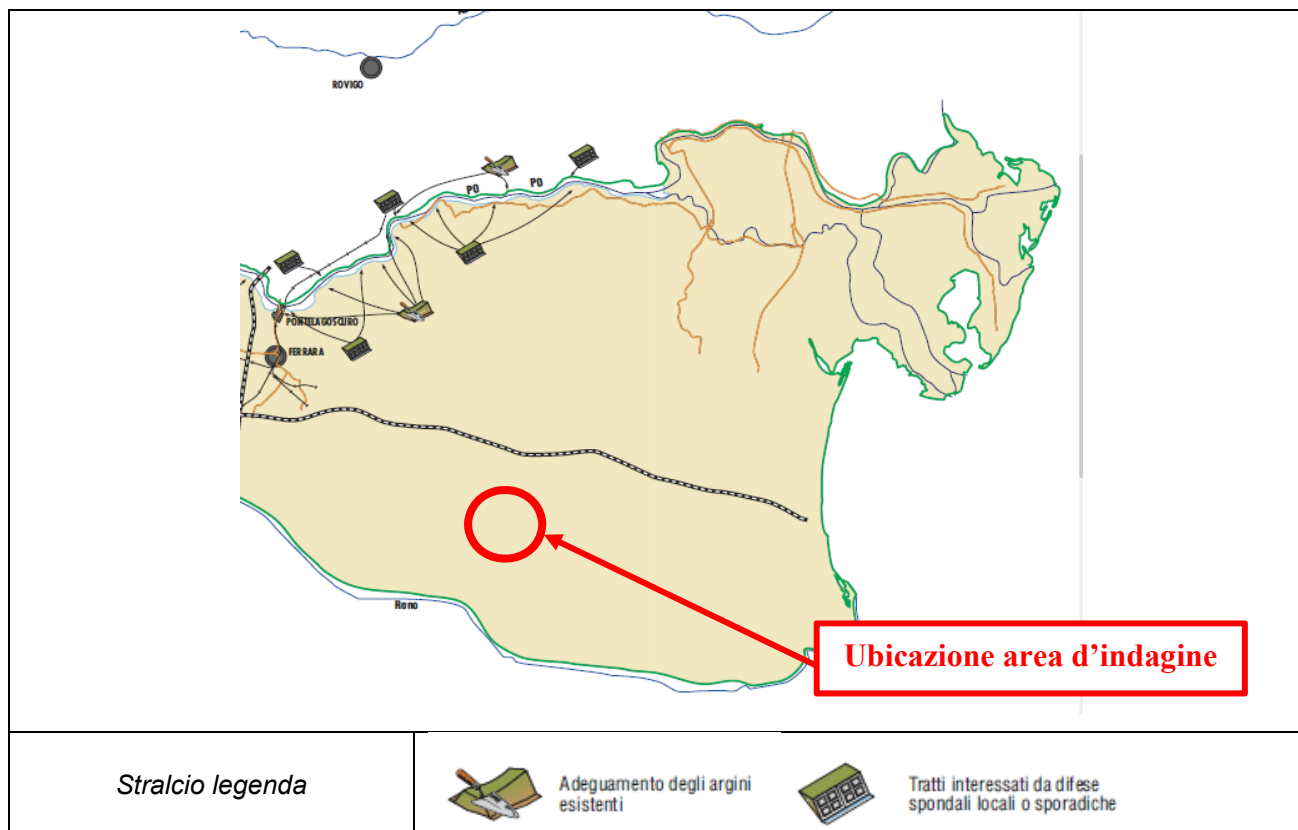 ROVIGO
PO PO
PONTELAGOSCURO
FERRARA
Reno
Ubicazione area d'indagine
Stralcio legenda
Adeguamento degli argini
esistenti
Tratti interessati da difese
spondali locali o sporadiche